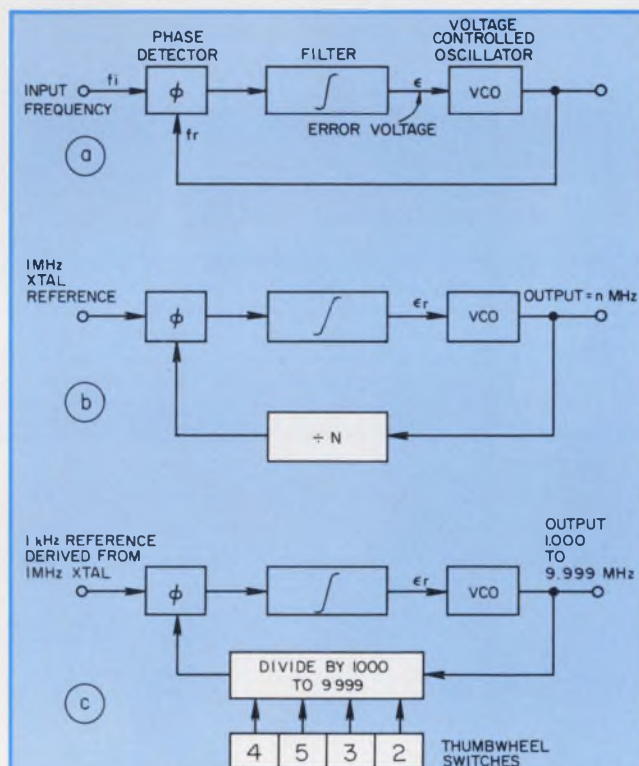 PHASE
DETECTOR
FILTER
VOLTAGE
CONTROLLED
OSCILLATOR
INPUT
FREQUENCY
fi
ϕ
∫
ϵ
VCO
ERROR VOLTAGE
fr
a
1MHz
XTAL
REFERENCE
ϕ
∫
ϵr
VCO
OUTPUT = n MHz
÷ N
b
1 kHz REFERENCE
DERIVED FROM
1MHz XTAL
ϕ
∫
ϵr
VCO
OUTPUT
1.000
TO
9.999 MHz
DIVIDE BY 1000
TO 9999
c
4 5 3 2
THUMBWHEEL
SWITCHES